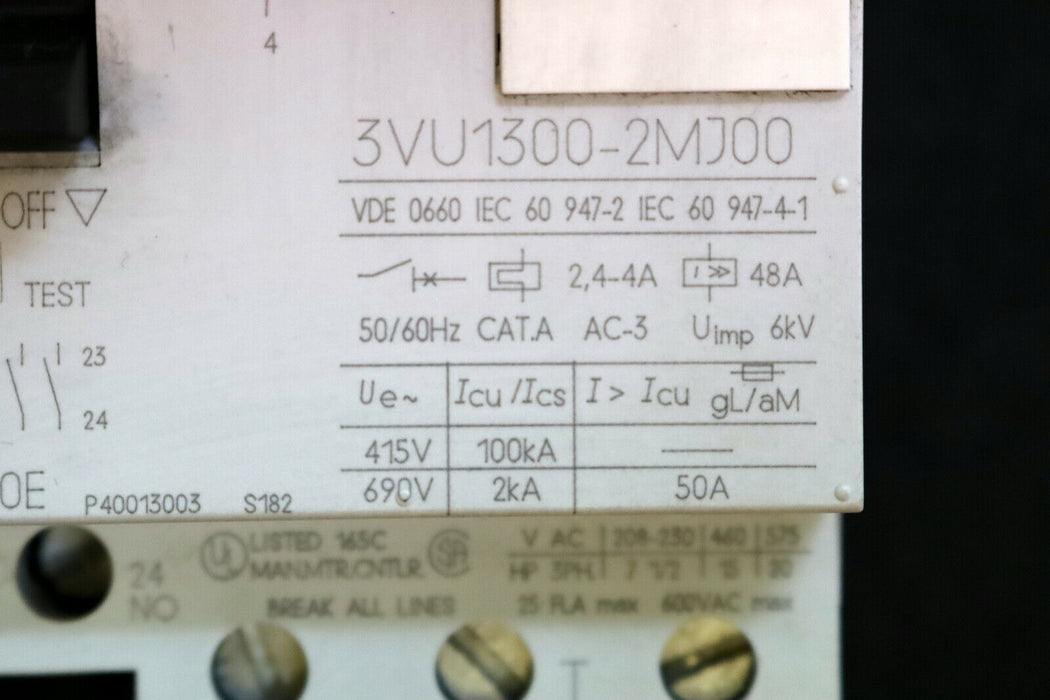 4
3VU1300-2MJ00
VDE 0660 IEC 60 947-2 IEC 60 947-4-1
OFF
2,4-4A I >> 48A
TEST
50/60Hz CAT.A AC-3 Uimp 6kV
23
Ue~ Icu/Ics I > Icu gL/aM
24
415V 100kA —
690V 2kA 50A
OE P40013003 S182
UL LISTED 165C
MAN.MTR.CNTLR
V AC 208-230 460 575
HP 3PH. 7 1/2 15 20
24
NO
BREAK ALL LINES 25 FLA max 600VAC max
T